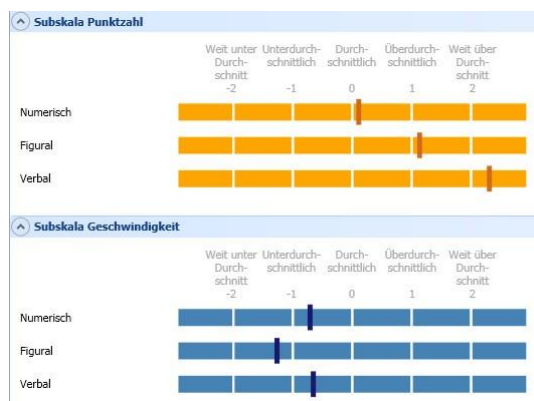 Subskala Punktzahl
Weit unter Unterdurch- Durch- Überdurch- Weit über
Durch- schnittlich schnittlich schnittlich Durch-
schnitt schnitt
-2 -1 0 1 2
Numerisch
Figural
Verbal
Subskala Geschwindigkeit
Weit unter Unterdurch- Durch- Überdurch- Weit über
Durch- schnittlich schnittlich schnittlich Durch-
schnitt schnitt
-2 -1 0 1 2
Numerisch
Figural
Verbal